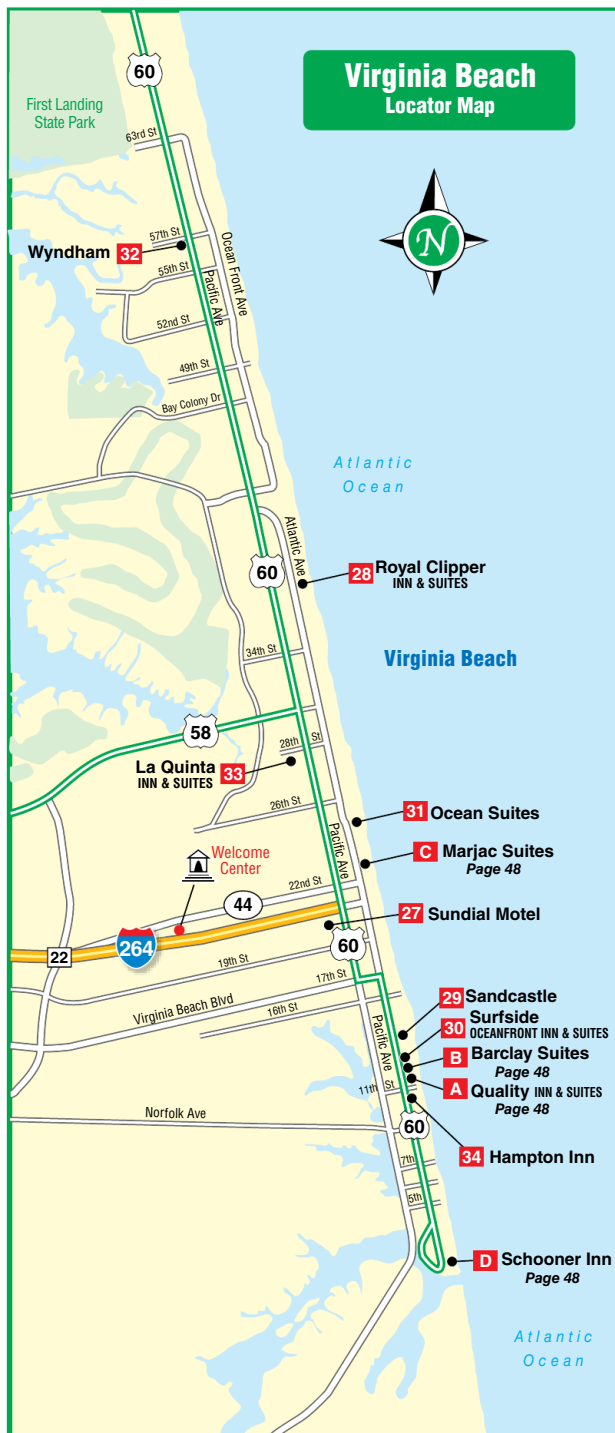 Virginia Beach
Locator Map
60
First Landing
State Park
63rd St
N
57th St
Wyndham 32
Ocean Front Ave
55th St
Pacific Ave
52nd St
49th St
Bay Colony Dr
Atlantic
Ocean
Atlantic Ave
60
28 Royal Clipper
INN & SUITES
34th St
Virginia Beach
58
28th St
La Quinta 33
INN & SUITES
26th St
31 Ocean Suites
Pacific Ave
Welcome
Center
C Marjac Suites
Page 48
22nd St
44
27 Sundial Motel
264
60
22
19th St
17th St
29 Sandcastle
Virginia Beach Blvd
16th St
30 Surfside
OCEANFRONT INN & SUITES
Pacific Ave
B Barclay Suites
Page 48
11th St
A Quality INN & SUITES
Page 48
Norfolk Ave
60
34 Hampton Inn
7th
5th
D Schooner Inn
Page 48
Atlantic
Ocean